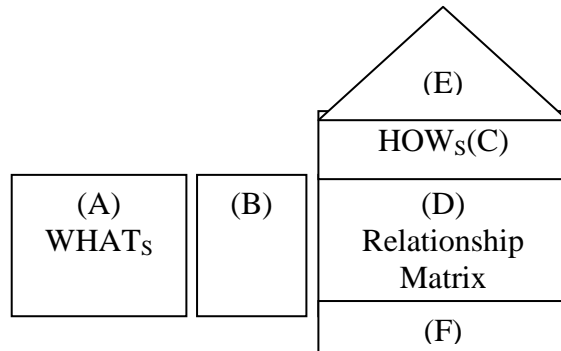 (E)
HOWS(C)
(A)
WHATS
(B)
(D)
Relationship
Matrix
(F)